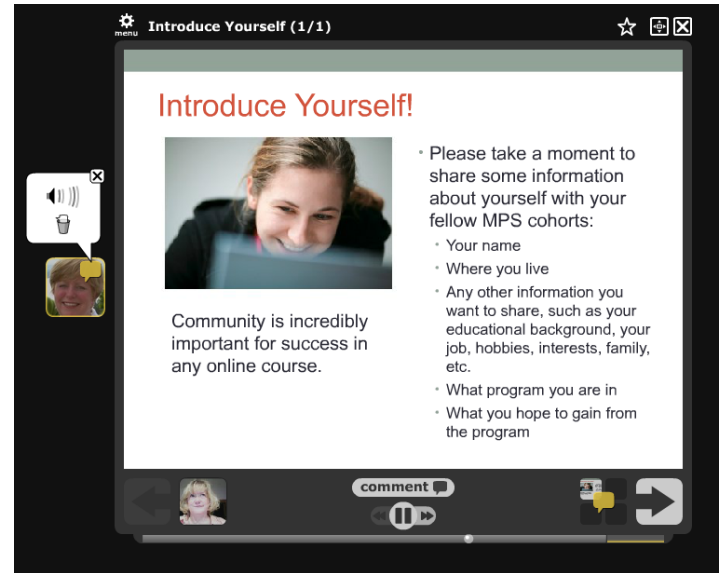 menu
Introduce Yourself (1/1)
Introduce Yourself!
Community is incredibly
important for success in
any online course.
• Please take a moment to
share some information
about yourself with your
fellow MPS cohorts:
• Your name
• Where you live
• Any other information you
want to share, such as your
educational background, your
job, hobbies, interests, family,
etc.
• What program you are in
• What you hope to gain from
the program
comment